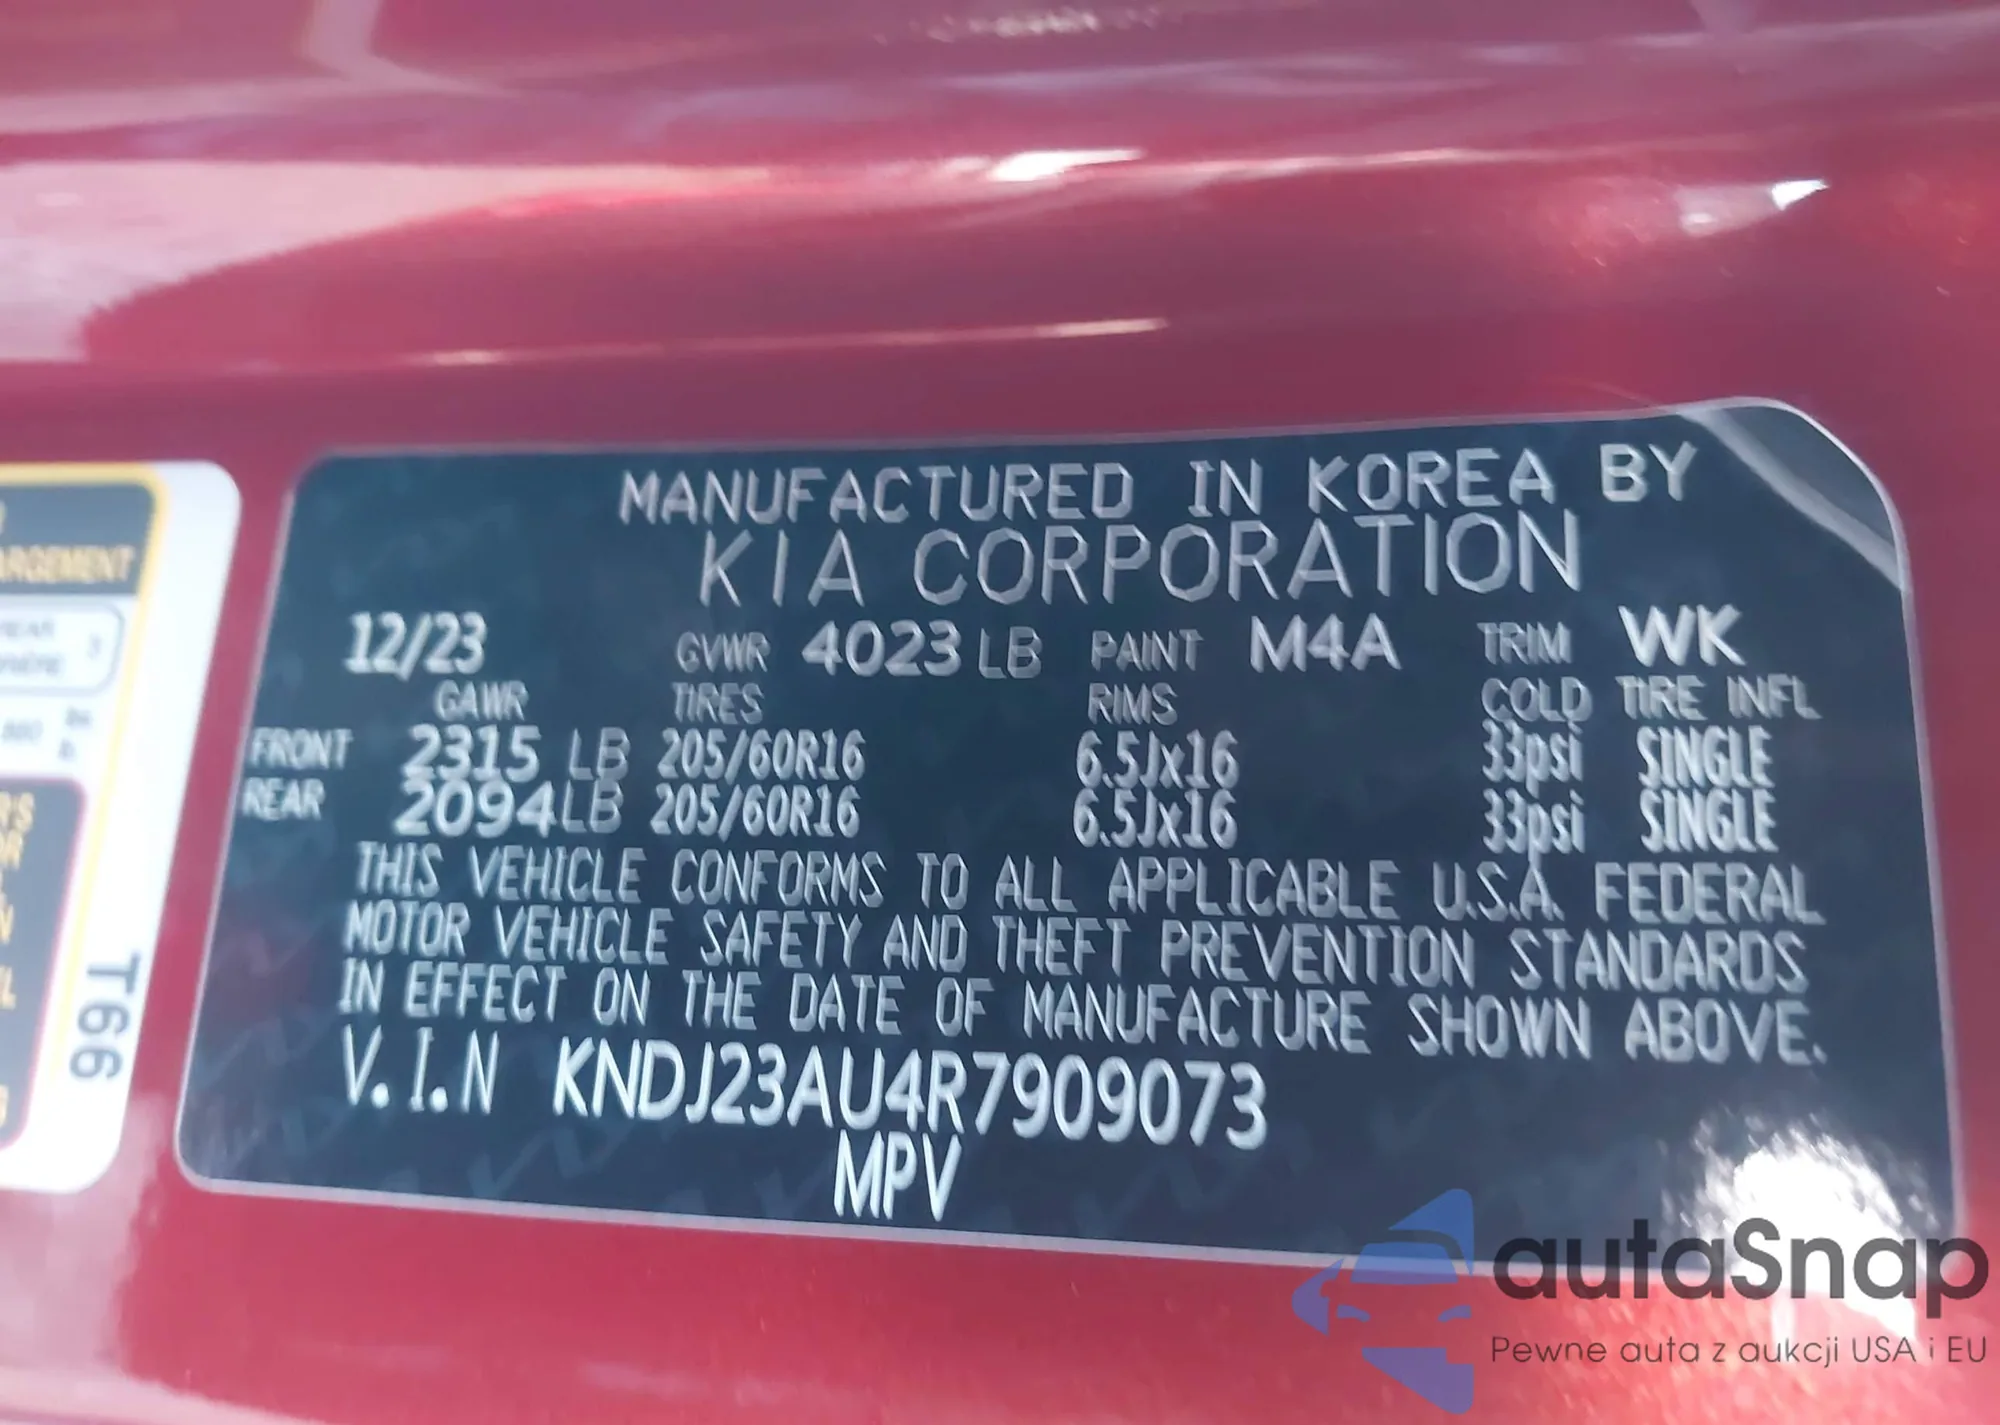 MANUFACTURED IN KOREA BY
KIA CORPORATION
12/23 GVWR 4023 LB PAINT M4A TRIM WK
GAWR TIRES RIMS COLD TIRE INFL
FRONT 2315 LB 205/60R16 6.5Jx16 33psi SINGLE
REAR 2094 LB 205/60R16 6.5Jx16 33psi SINGLE
THIS VEHICLE CONFORMS TO ALL APPLICABLE U.S.A. FEDERAL
MOTOR VEHICLE SAFETY AND THEFT PREVENTION STANDARDS
IN EFFECT ON THE DATE OF MANUFACTURE SHOWN ABOVE.
V.I.N KNDJ23AU4R7909073
MPV
T66
autaSnap
Pewne auta z aukcji USA i EU